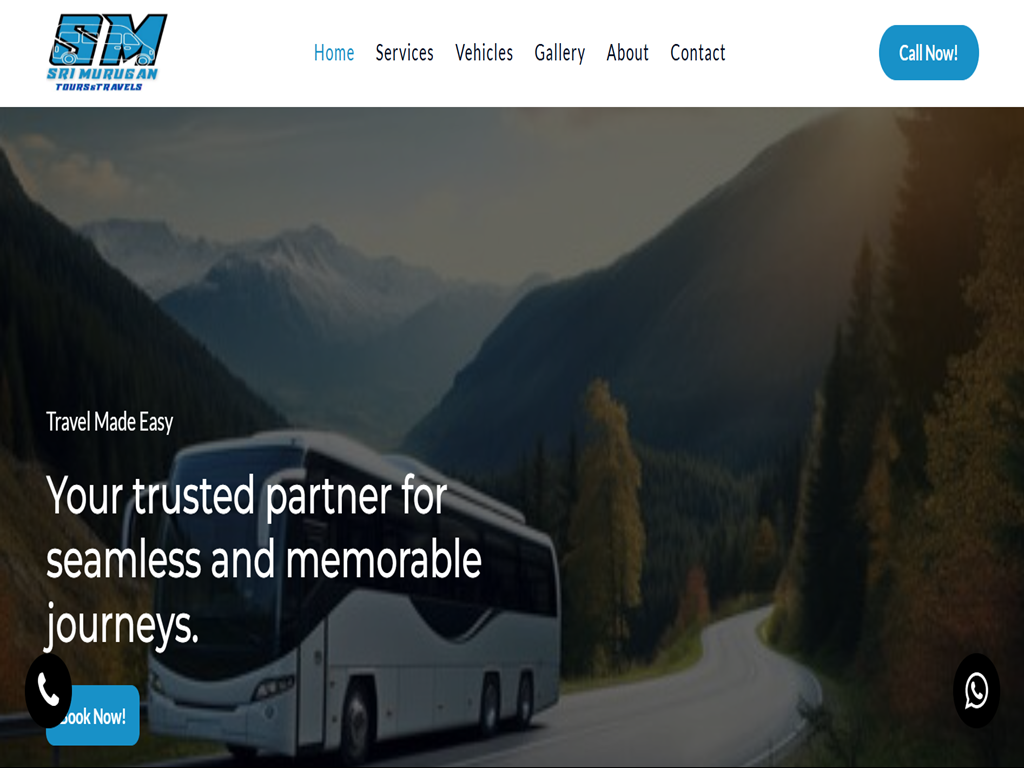 SM
SRI MURUGAN
TOURS&TRAVELS
Home Services Vehicles Gallery About Contact
Call Now!
Travel Made Easy
Your trusted partner for
seamless and memorable
journeys.
Book Now!